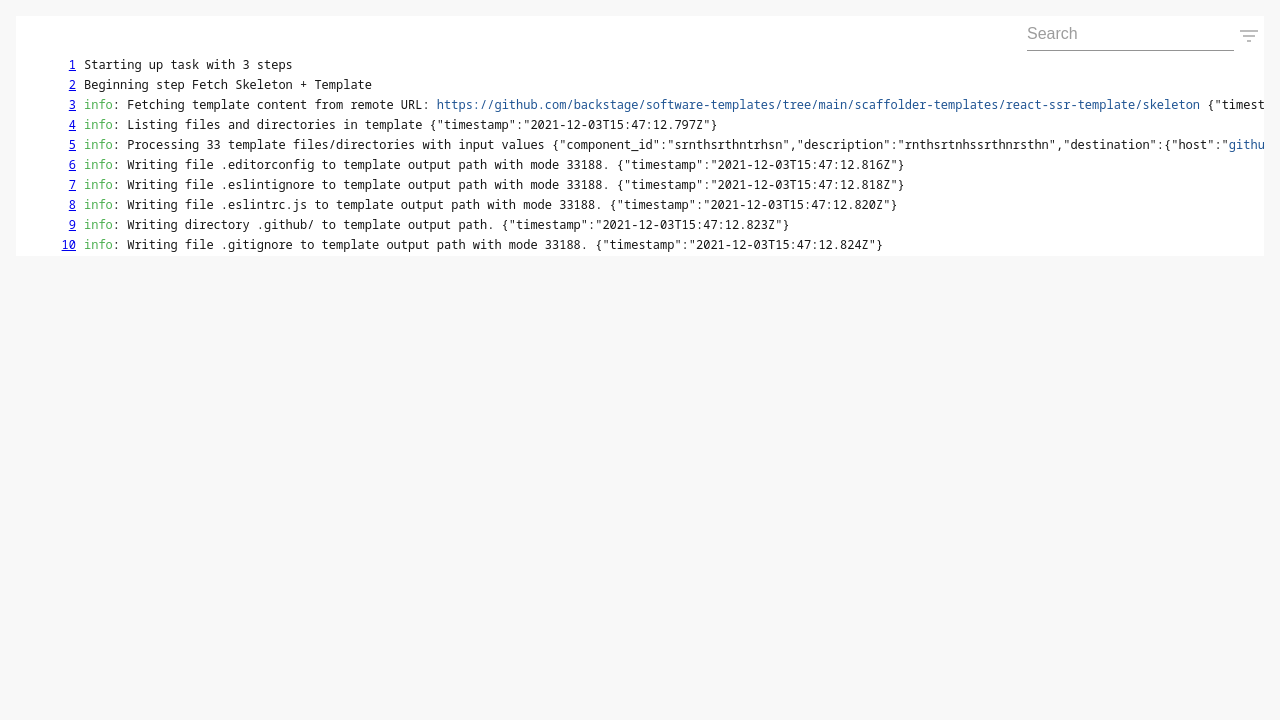 Search
1 Starting up task with 3 steps
2 Beginning step Fetch Skeleton + Template
3 info: Fetching template content from remote URL: https://github.com/backstage/software-templates/tree/main/scaffolder-templates/react-ssr-template/skeleton {"timest
4 info: Listing files and directories in template {"timestamp":"2021-12-03T15:47:12.797Z"}
5 info: Processing 33 template files/directories with input values {"component_id":"srnthsrthntrhsn","description":"rnthsrtnhssrthnrsthn","destination":{"host":"githu
6 info: Writing file .editorconfig to template output path with mode 33188. {"timestamp":"2021-12-03T15:47:12.816Z"}
7 info: Writing file .eslintignore to template output path with mode 33188. {"timestamp":"2021-12-03T15:47:12.818Z"}
8 info: Writing file .eslintrc.js to template output path with mode 33188. {"timestamp":"2021-12-03T15:47:12.820Z"}
9 info: Writing directory .github/ to template output path. {"timestamp":"2021-12-03T15:47:12.823Z"}
10 info: Writing file .gitignore to template output path with mode 33188. {"timestamp":"2021-12-03T15:47:12.824Z"}